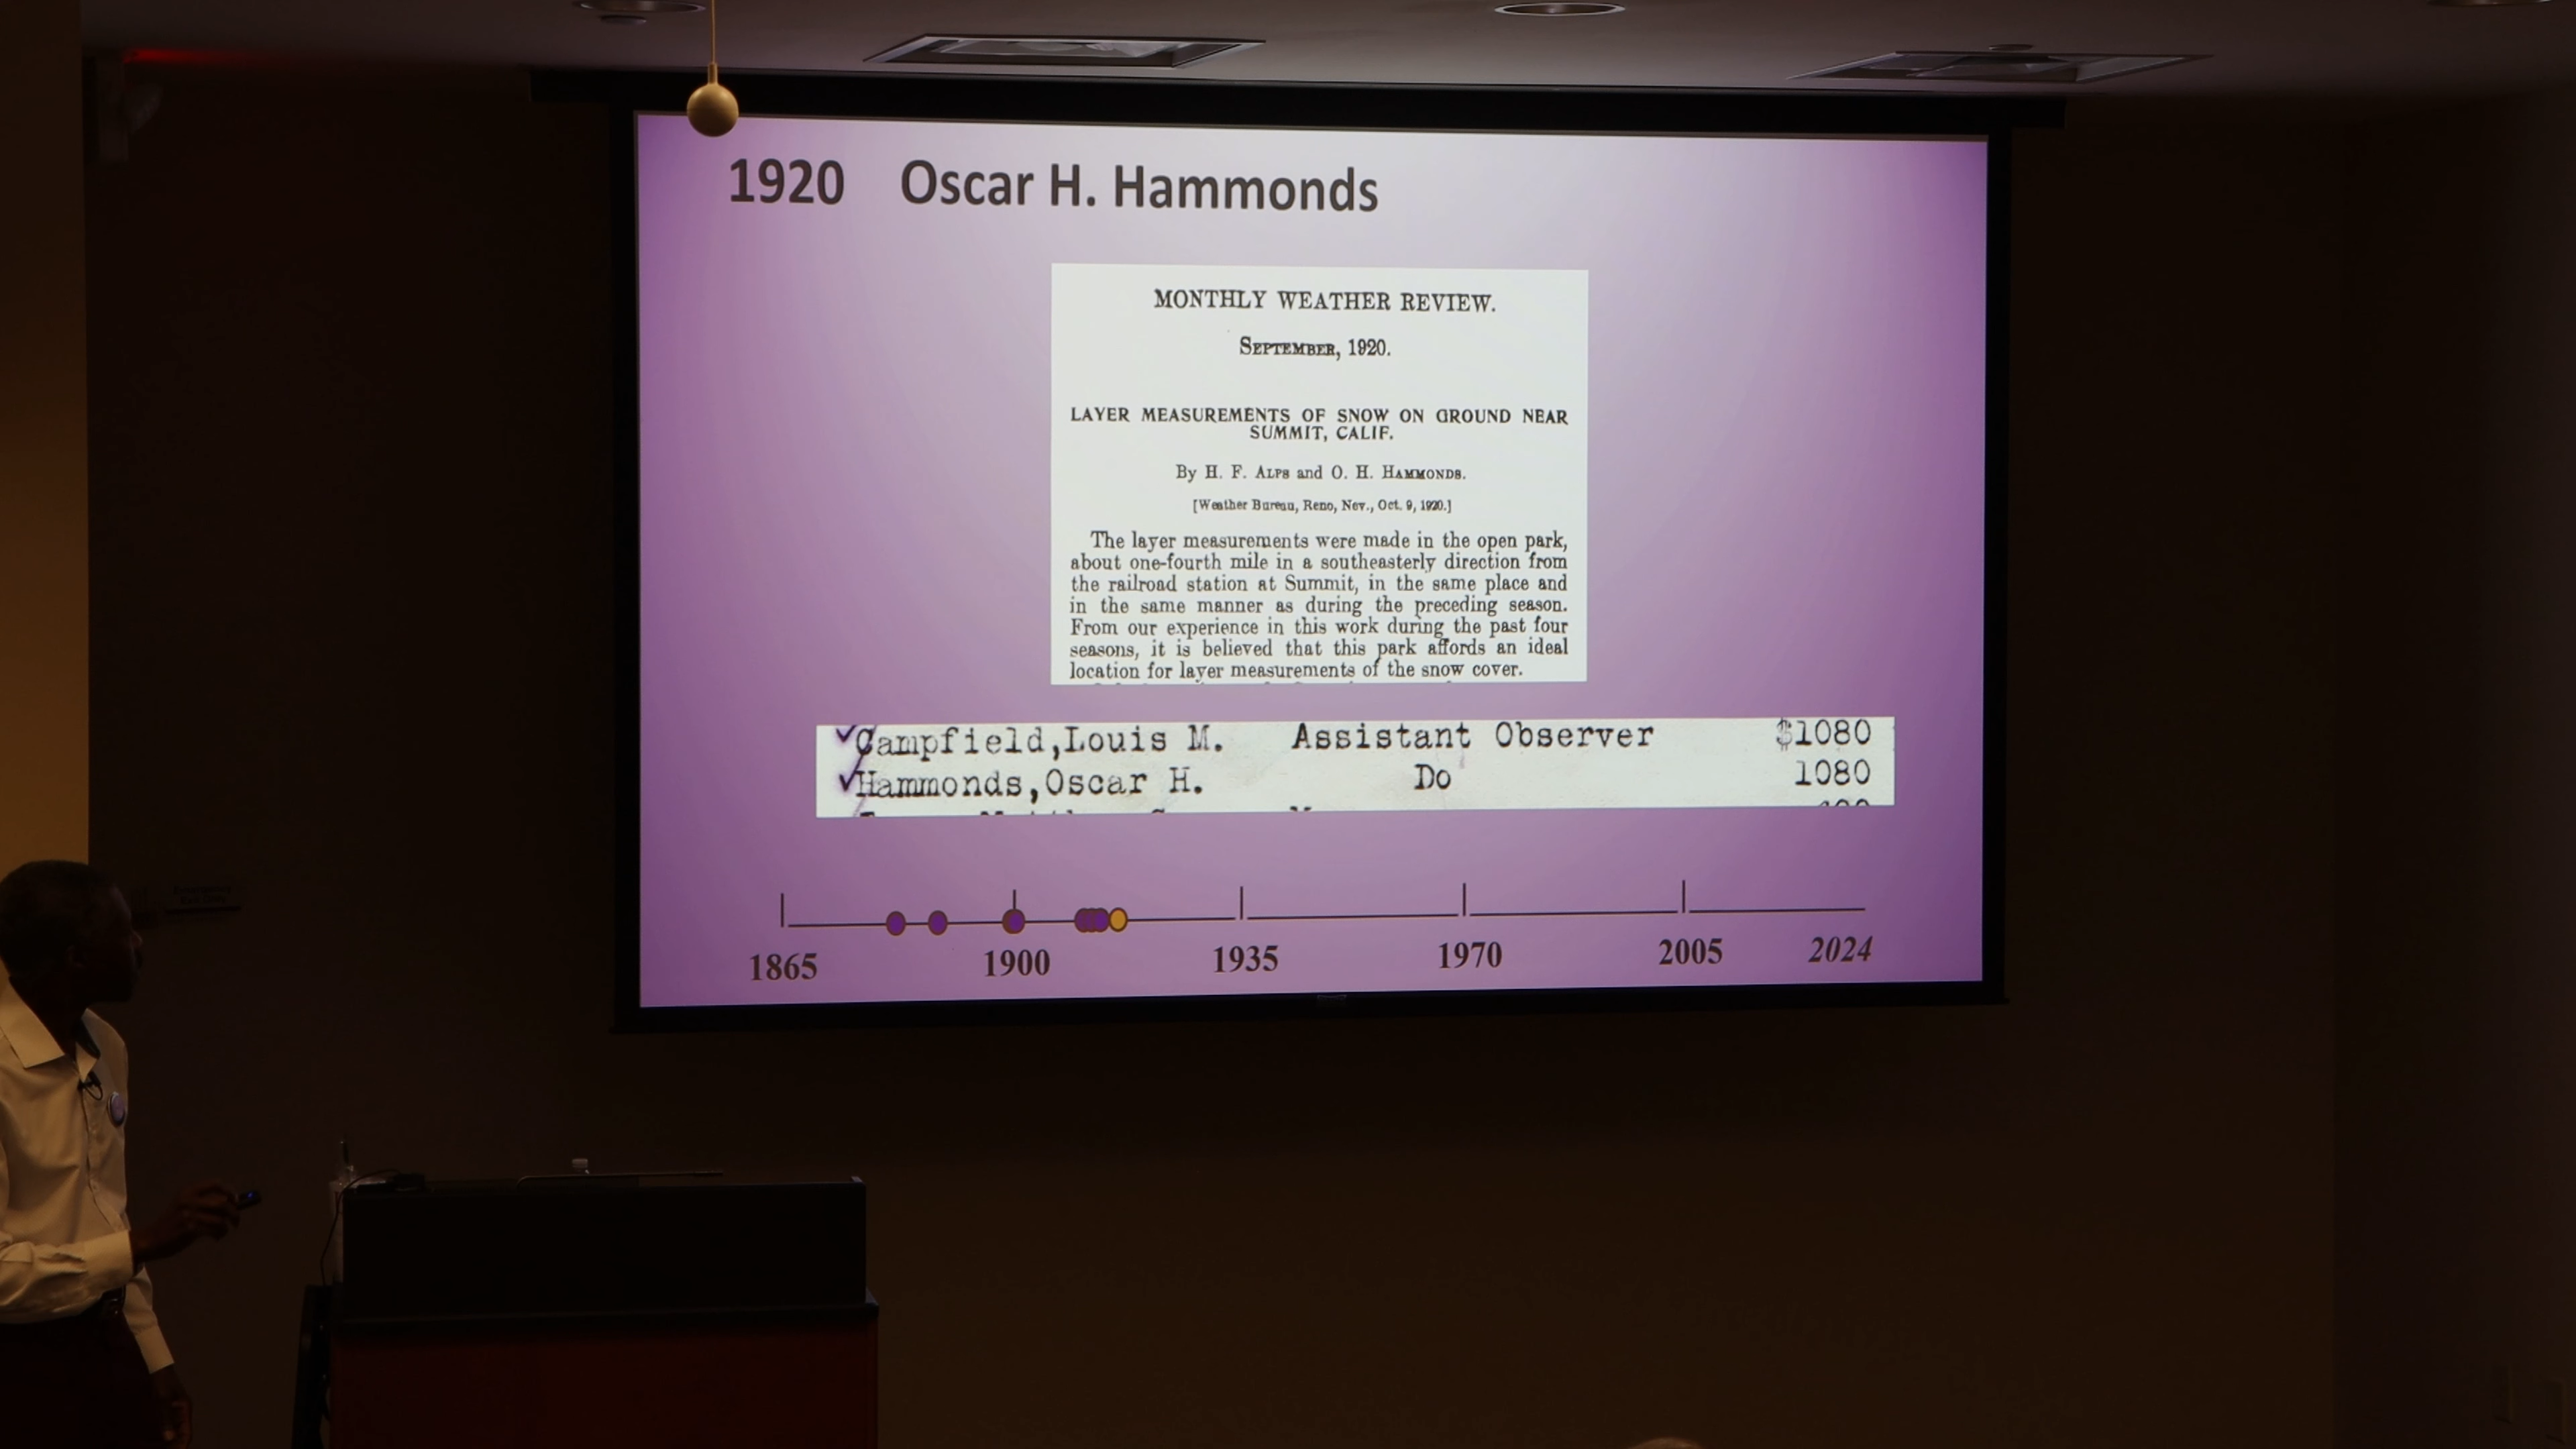 1920 Oscar H. Hammonds
MONTHLY WEATHER REVIEW.
SEPTEMBER, 1920.
LAYER MEASUREMENTS OF SNOW ON GROUND NEAR
SUMMIT, CALIF.
By H. F. ALPS and O. H. HAMMONDS.
[Weather Bureau, Reno, Nev., Oct. 9, 1920.]
The layer measurements were made in the open park,
about one-fourth mile in a southeasterly direction from
the railroad station at Summit, in the same place and
in the same manner as during the preceding season.
From our experience in this work during the past four
seasons, it is believed that this park affords an ideal
location for layer measurements of the snow cover.
Campfield,Louis M. Assistant Observer $1080
Hammonds,Oscar H. Do 1080
1865 1900 1935 1970 2005 2024